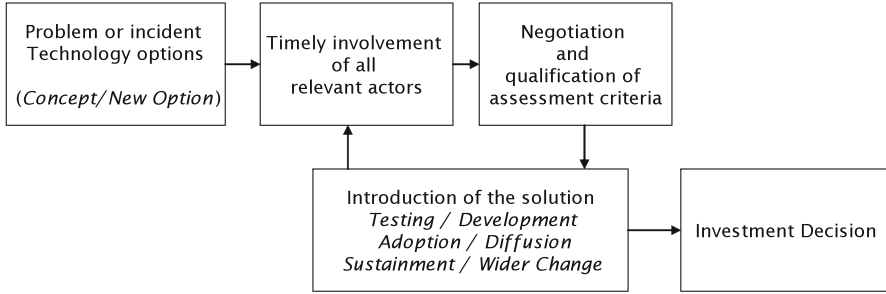 Problem or incident
Technology options
(Concept/New Option)
Timely involvement
of all
relevant actors
Negotiation
and
qualification of
assessment criteria
Introduction of the solution
Testing / Development
Adoption / Diffusion
Sustainment / Wider Change
Investment Decision